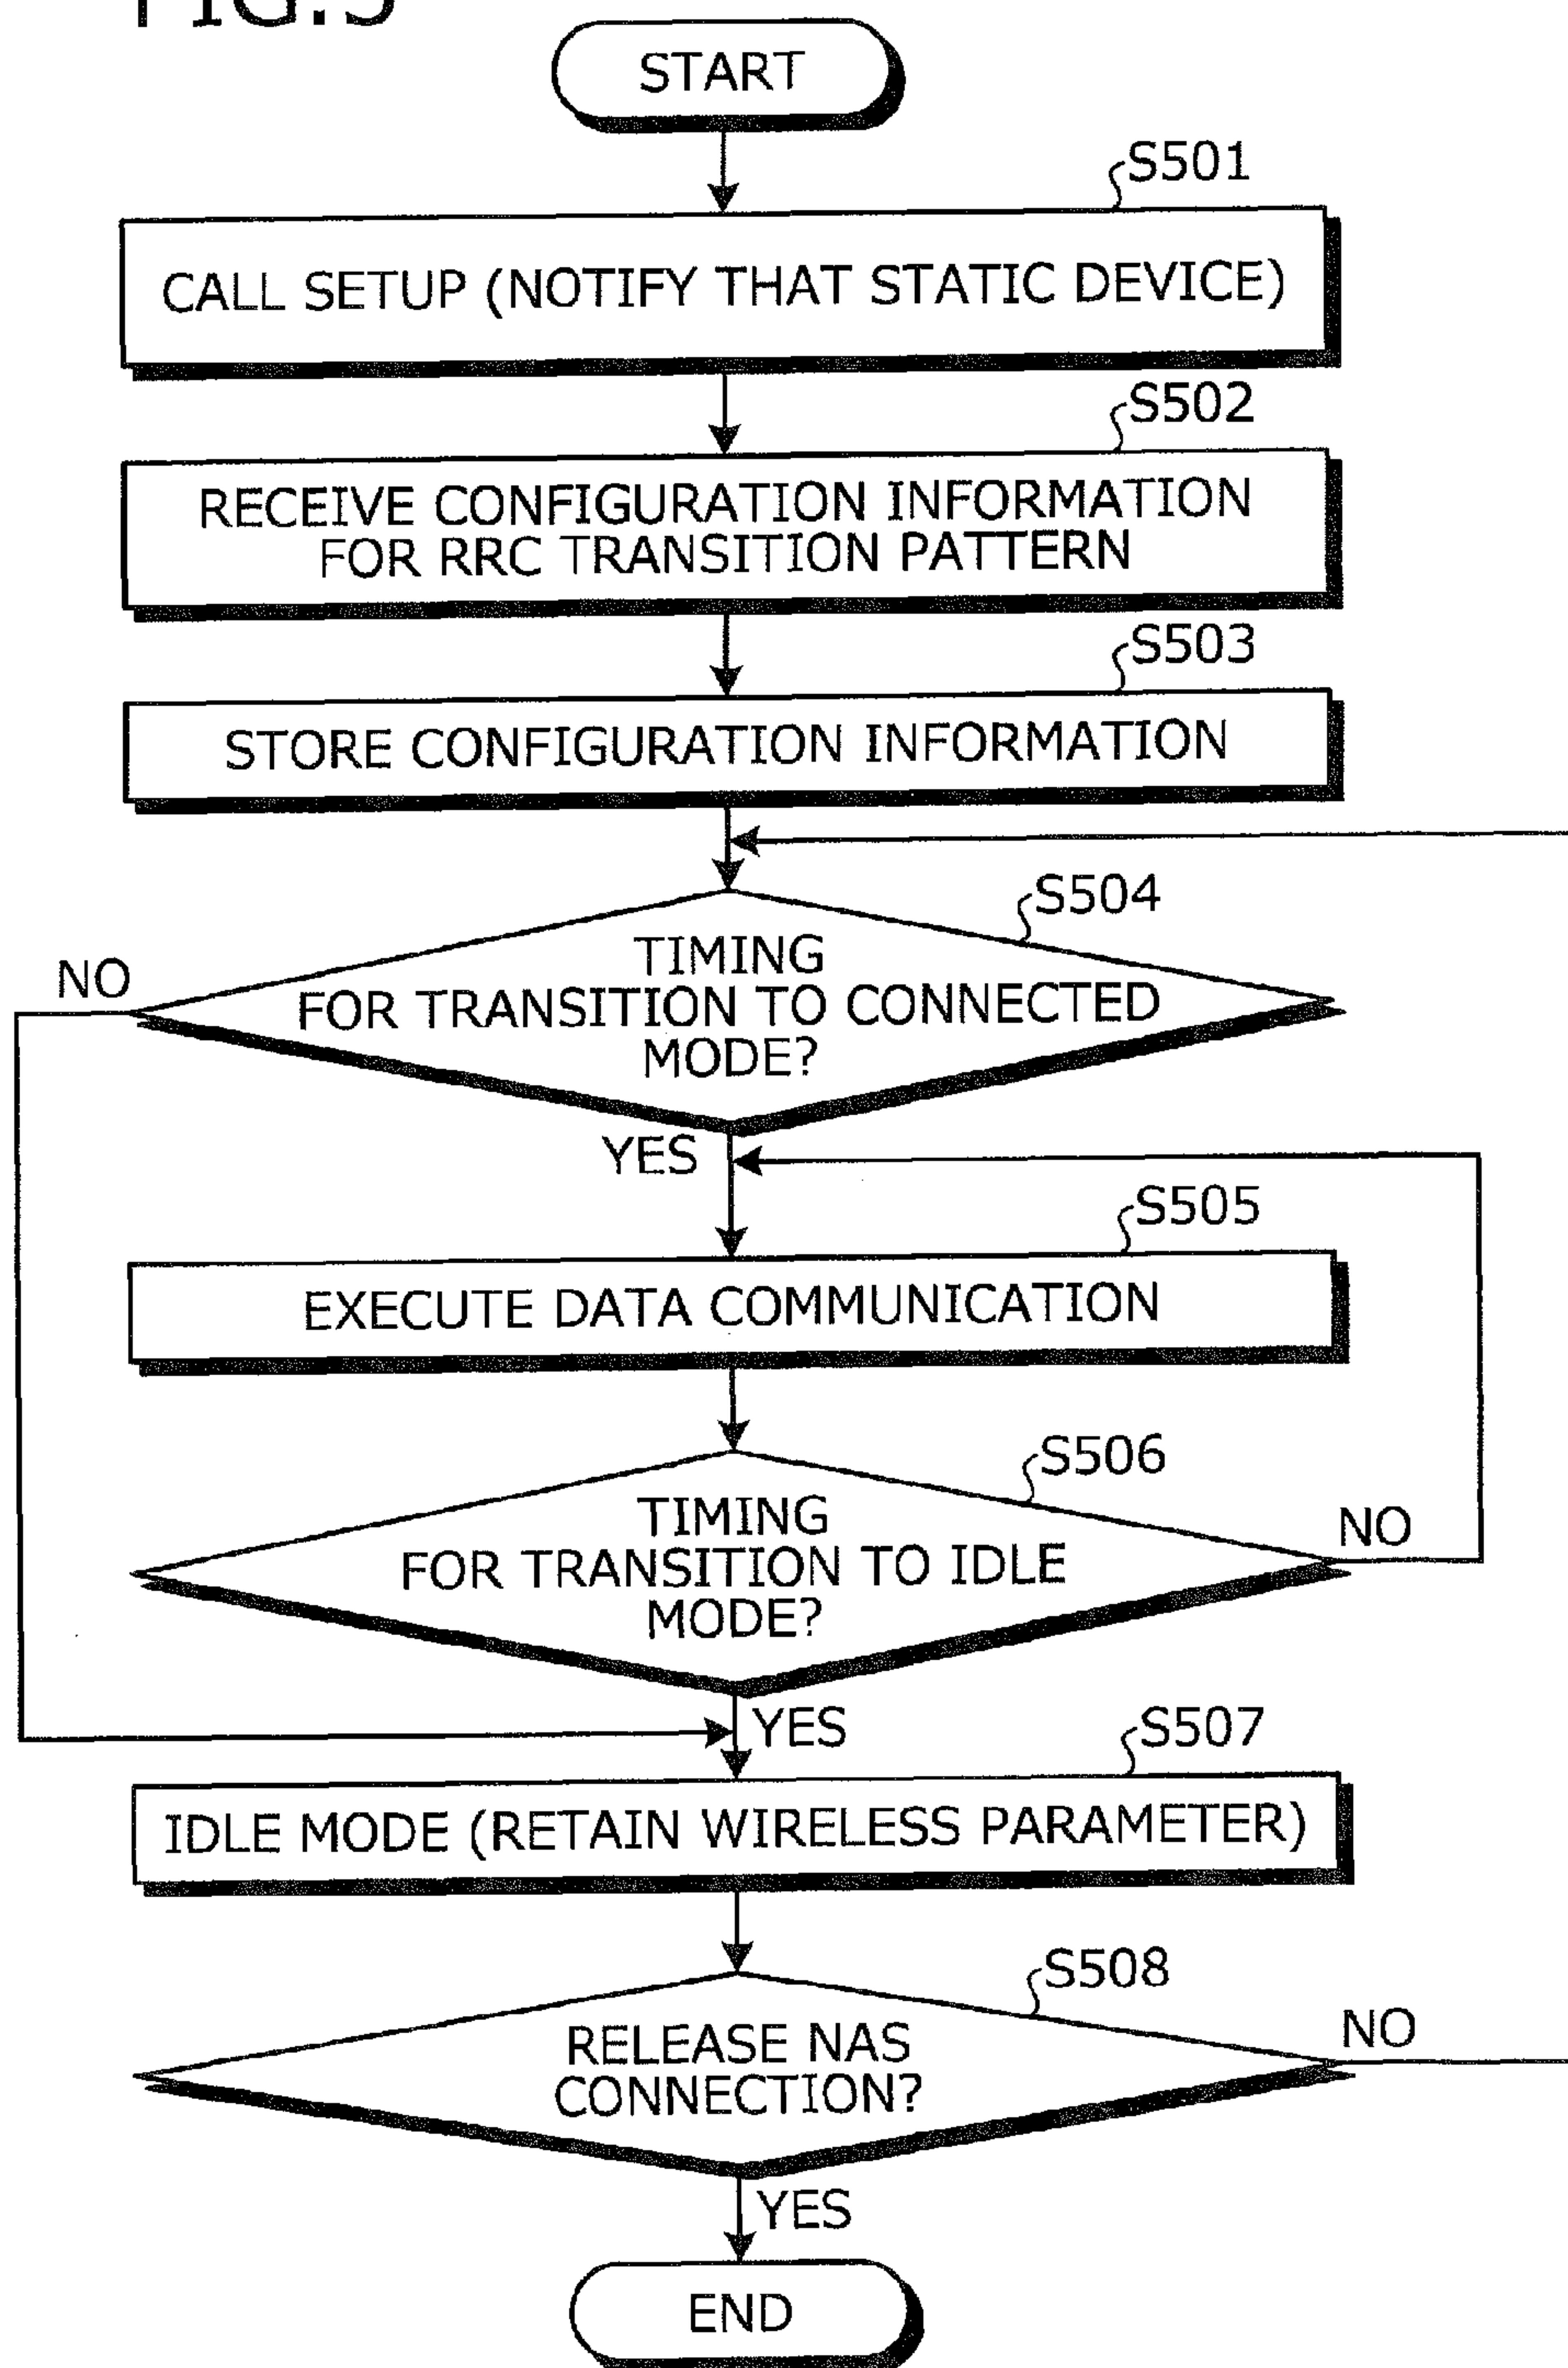 FIG.5
START
S501
CALL SETUP (NOTIFY THAT STATIC DEVICE)
S502
RECEIVE CONFIGURATION INFORMATION
FOR RRC TRANSITION PATTERN
S503
STORE CONFIGURATION INFORMATION
S504
NO
TIMING
FOR TRANSITION TO CONNECTED
MODE?
YES
S505
EXECUTE DATA COMMUNICATION
S506
TIMING
FOR TRANSITION TO IDLE
MODE?
NO
YES
S507
IDLE MODE (RETAIN WIRELESS PARAMETER)
S508
RELEASE NAS
CONNECTION?
NO
YES
END